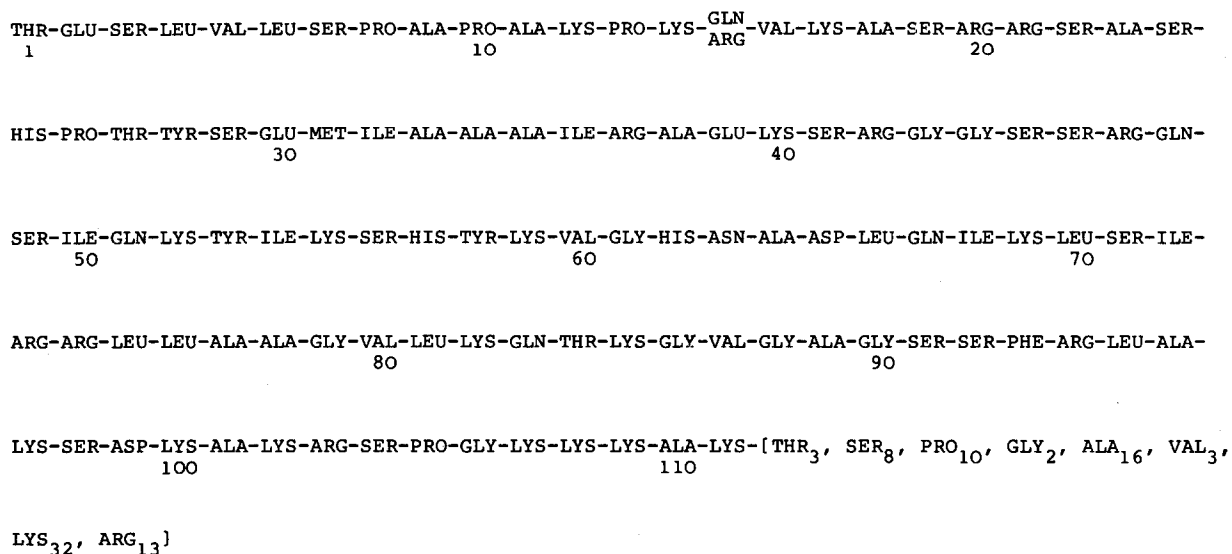 THR-GLU-SER-LEU-VAL-LEU-SER-PRO-ALA-PRO-ALA-LYS-PRO-LYS-GLN-VAL-LYS-ALA-SER-ARG-ARG-SER-ALA-SER-
ARG
1 10 20
HIS-PRO-THR-TYR-SER-GLU-MET-ILE-ALA-ALA-ALA-ILE-ARG-ALA-GLU-LYS-SER-ARG-GLY-GLY-SER-SER-ARG-GLN-
30 40
SER-ILE-GLN-LYS-TYR-ILE-LYS-SER-HIS-TYR-LYS-VAL-GLY-HIS-ASN-ALA-ASP-LEU-GLN-ILE-LYS-LEU-SER-ILE-
50 60 70
ARG-ARG-LEU-LEU-ALA-ALA-GLY-VAL-LEU-LYS-GLN-THR-LYS-GLY-VAL-GLY-ALA-GLY-SER-SER-PHE-ARG-LEU-ALA-
80 90
LYS-SER-ASP-LYS-ALA-LYS-ARG-SER-PRO-GLY-LYS-LYS-LYS-ALA-LYS-[THR3, SER8, PRO10, GLY2, ALA16, VAL3,
100 110
LYS32, ARG13]